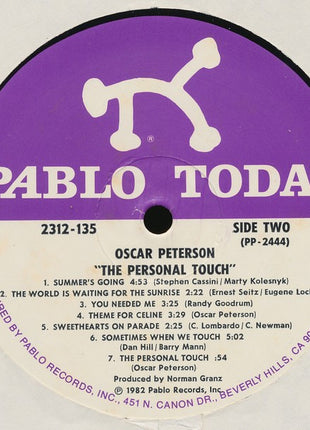 ®
PABLO TODA
2312-135
SIDE TWO
(PP-2444)
OSCAR PETERSON
"THE PERSONAL TOUCH"
1. SUMMER'S GOING 4:53 (Stephen Cassini/Marty Kolesnyk)
2. THE WORLD IS WAITING FOR THE SUNRISE 2:22 (Ernest Seitz/Eugene Lock
3. YOU NEEDED ME 3:25 (Randy Goodrum)
4. THEME FOR CELINE 3:29 (Oscar Peterson)
5. SWEETHEARTS ON PARADE 2:25 (C. Lombardo/C. Newman)
6. SOMETIMES WHEN WE TOUCH 5:02
(Dan Hill/Barry Mann)
7. THE PERSONAL TOUCH :54
(Oscar Peterson)
Produced by Norman Granz
℗ © 1982 Pablo Records, Inc.
BY PABLO RECORDS, INC., 451 N. CANON DR., BEVERLY HILLS, CA 90